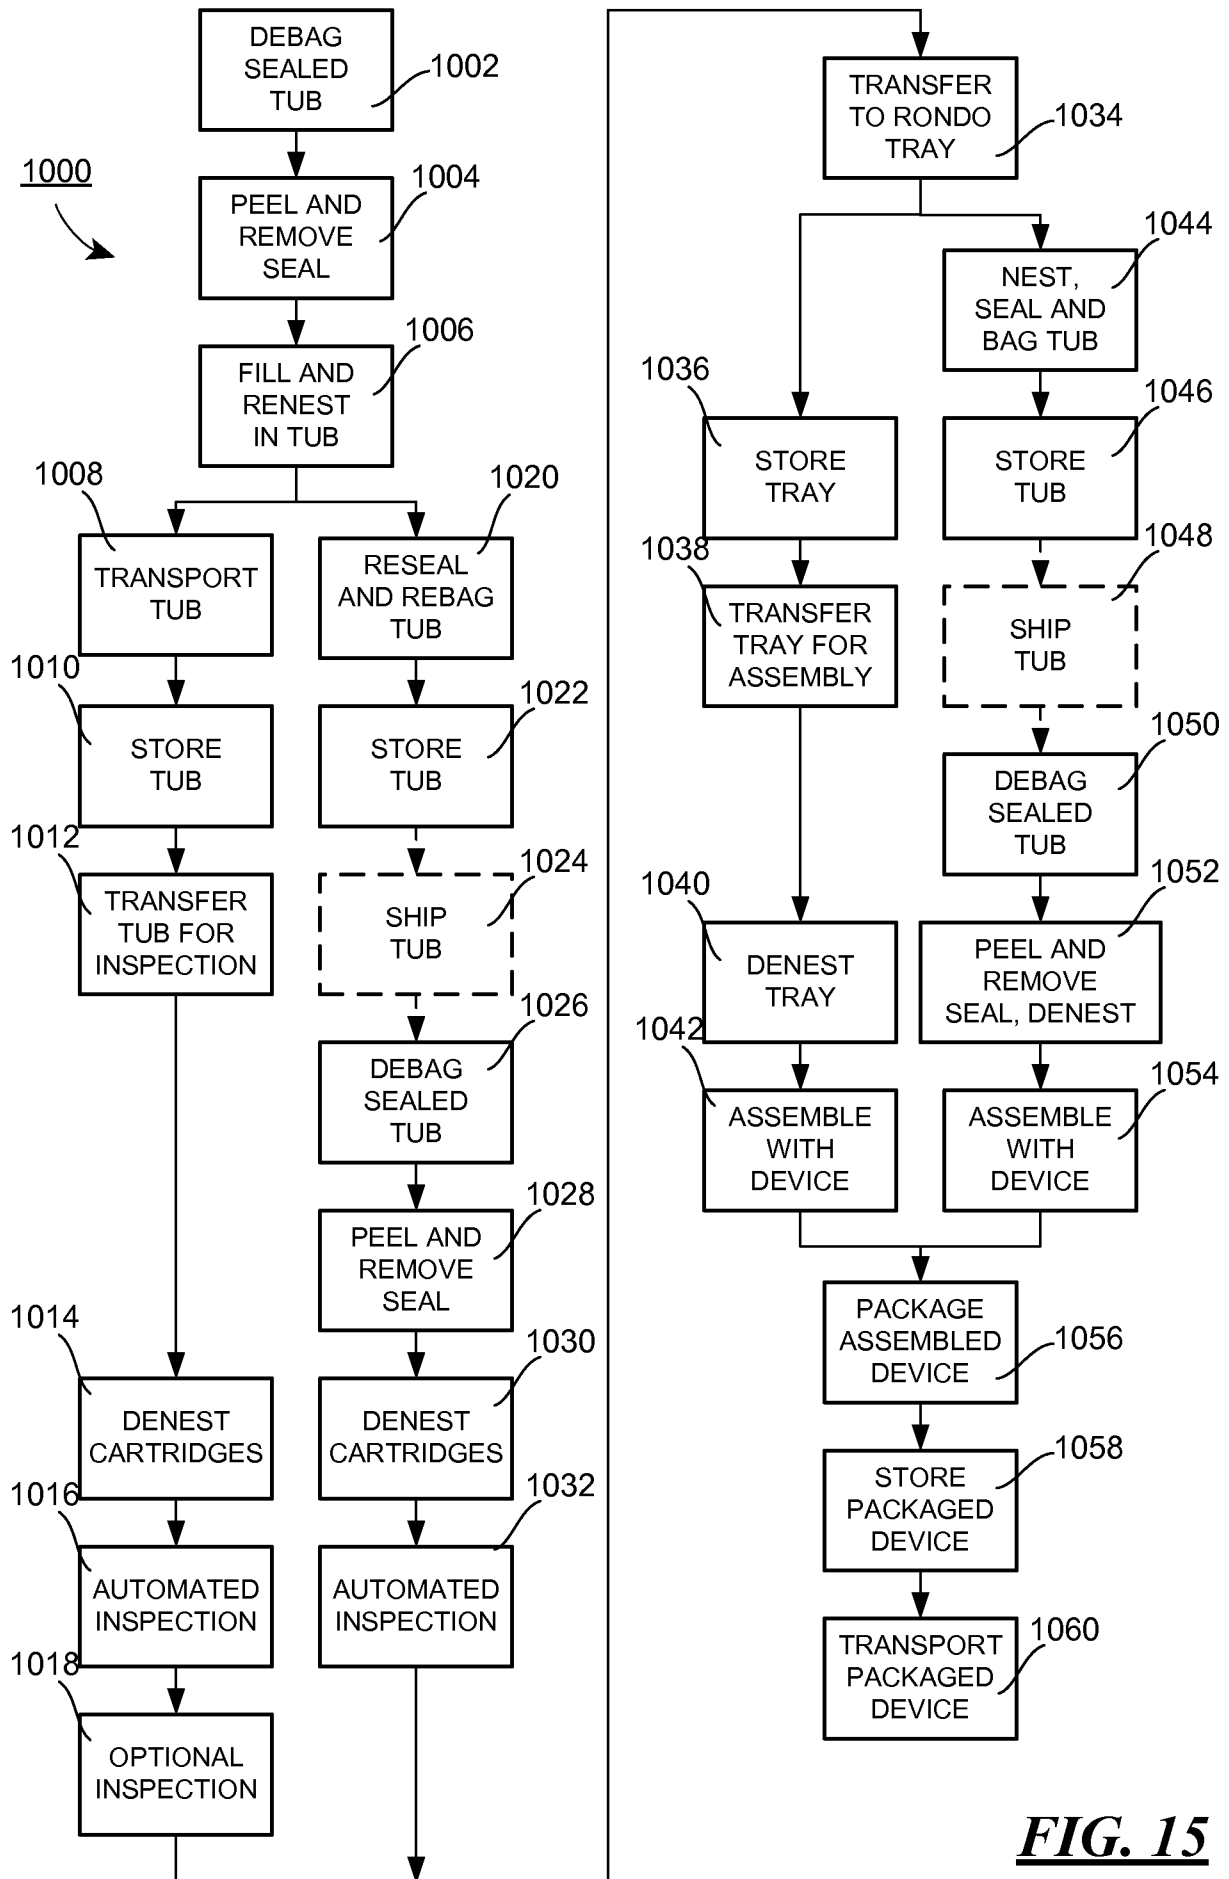 1000
DEBAG
SEALED
TUB
1002
PEEL AND
REMOVE
SEAL
1004
FILL AND
RENEST
IN TUB
1006
TRANSPORT
TUB
1008
STORE
TUB
1010
TRANSFER
TUB FOR
INSPECTION
1012
DENEST
CARTRIDGES
1014
AUTOMATED
INSPECTION
1016
OPTIONAL
INSPECTION
1018
RESEAL
AND REBAG
TUB
1020
STORE
TUB
1022
SHIP
TUB
1024
DEBAG
SEALED
TUB
1026
PEEL AND
REMOVE
SEAL
1028
DENEST
CARTRIDGES
1030
AUTOMATED
INSPECTION
1032
TRANSFER
TO RONDO
TRAY
1034
STORE
TRAY
1036
TRANSFER
TRAY FOR
ASSEMBLY
1038
DENEST
TRAY
1040
ASSEMBLE
WITH
DEVICE
1042
NEST,
SEAL AND
BAG TUB
1044
STORE
TUB
1046
SHIP
TUB
1048
DEBAG
SEALED
TUB
1050
PEEL AND
REMOVE
SEAL, DENEST
1052
ASSEMBLE
WITH
DEVICE
1054
PACKAGE
ASSEMBLED
DEVICE
1056
STORE
PACKAGED
DEVICE
1058
TRANSPORT
PACKAGED
DEVICE
1060
FIG. 15